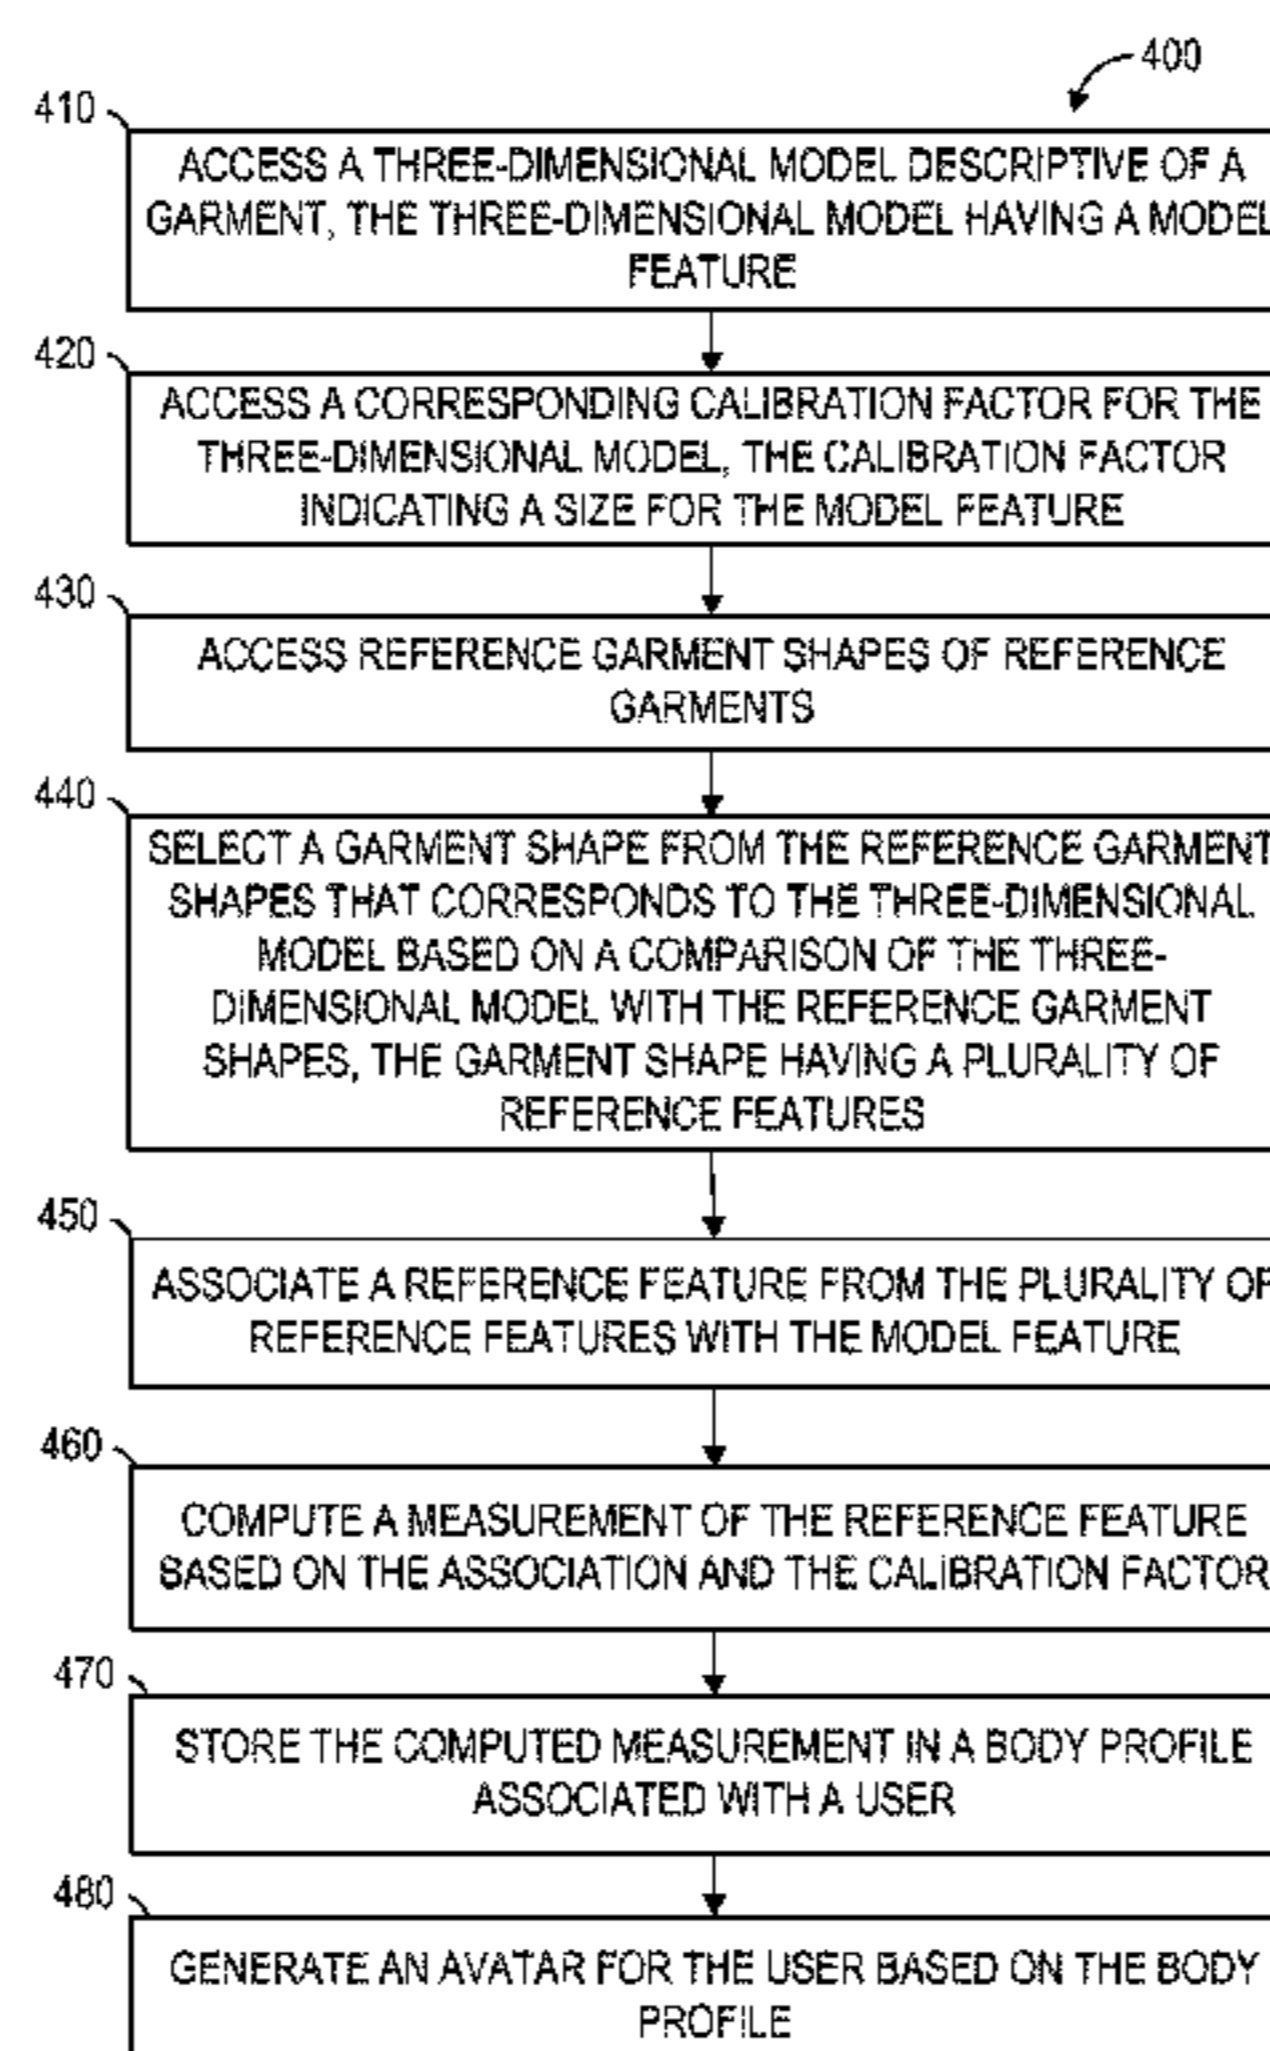 400
410
ACCESS A THREE-DIMENSIONAL MODEL DESCRIPTIVE OF A
GARMENT, THE THREE-DIMENSIONAL MODEL HAVING A MODEL
FEATURE
420
ACCESS A CORRESPONDING CALIBRATION FACTOR FOR THE
THREE-DIMENSIONAL MODEL, THE CALIBRATION FACTOR
INDICATING A SIZE FOR THE MODEL FEATURE
430
ACCESS REFERENCE GARMENT SHAPES OF REFERENCE
GARMENTS
440
SELECT A GARMENT SHAPE FROM THE REFERENCE GARMENT
SHAPES THAT CORRESPONDS TO THE THREE-DIMENSIONAL
MODEL BASED ON A COMPARISON OF THE THREE-
DIMENSIONAL MODEL WITH THE REFERENCE GARMENT
SHAPES, THE GARMENT SHAPE HAVING A PLURALITY OF
REFERENCE FEATURES
450
ASSOCIATE A REFERENCE FEATURE FROM THE PLURALITY OF
REFERENCE FEATURES WITH THE MODEL FEATURE
460
COMPUTE A MEASUREMENT OF THE REFERENCE FEATURE
BASED ON THE ASSOCIATION AND THE CALIBRATION FACTOR
470
STORE THE COMPUTED MEASUREMENT IN A BODY PROFILE
ASSOCIATED WITH A USER
480
GENERATE AN AVATAR FOR THE USER BASED ON THE BODY
PROFILE